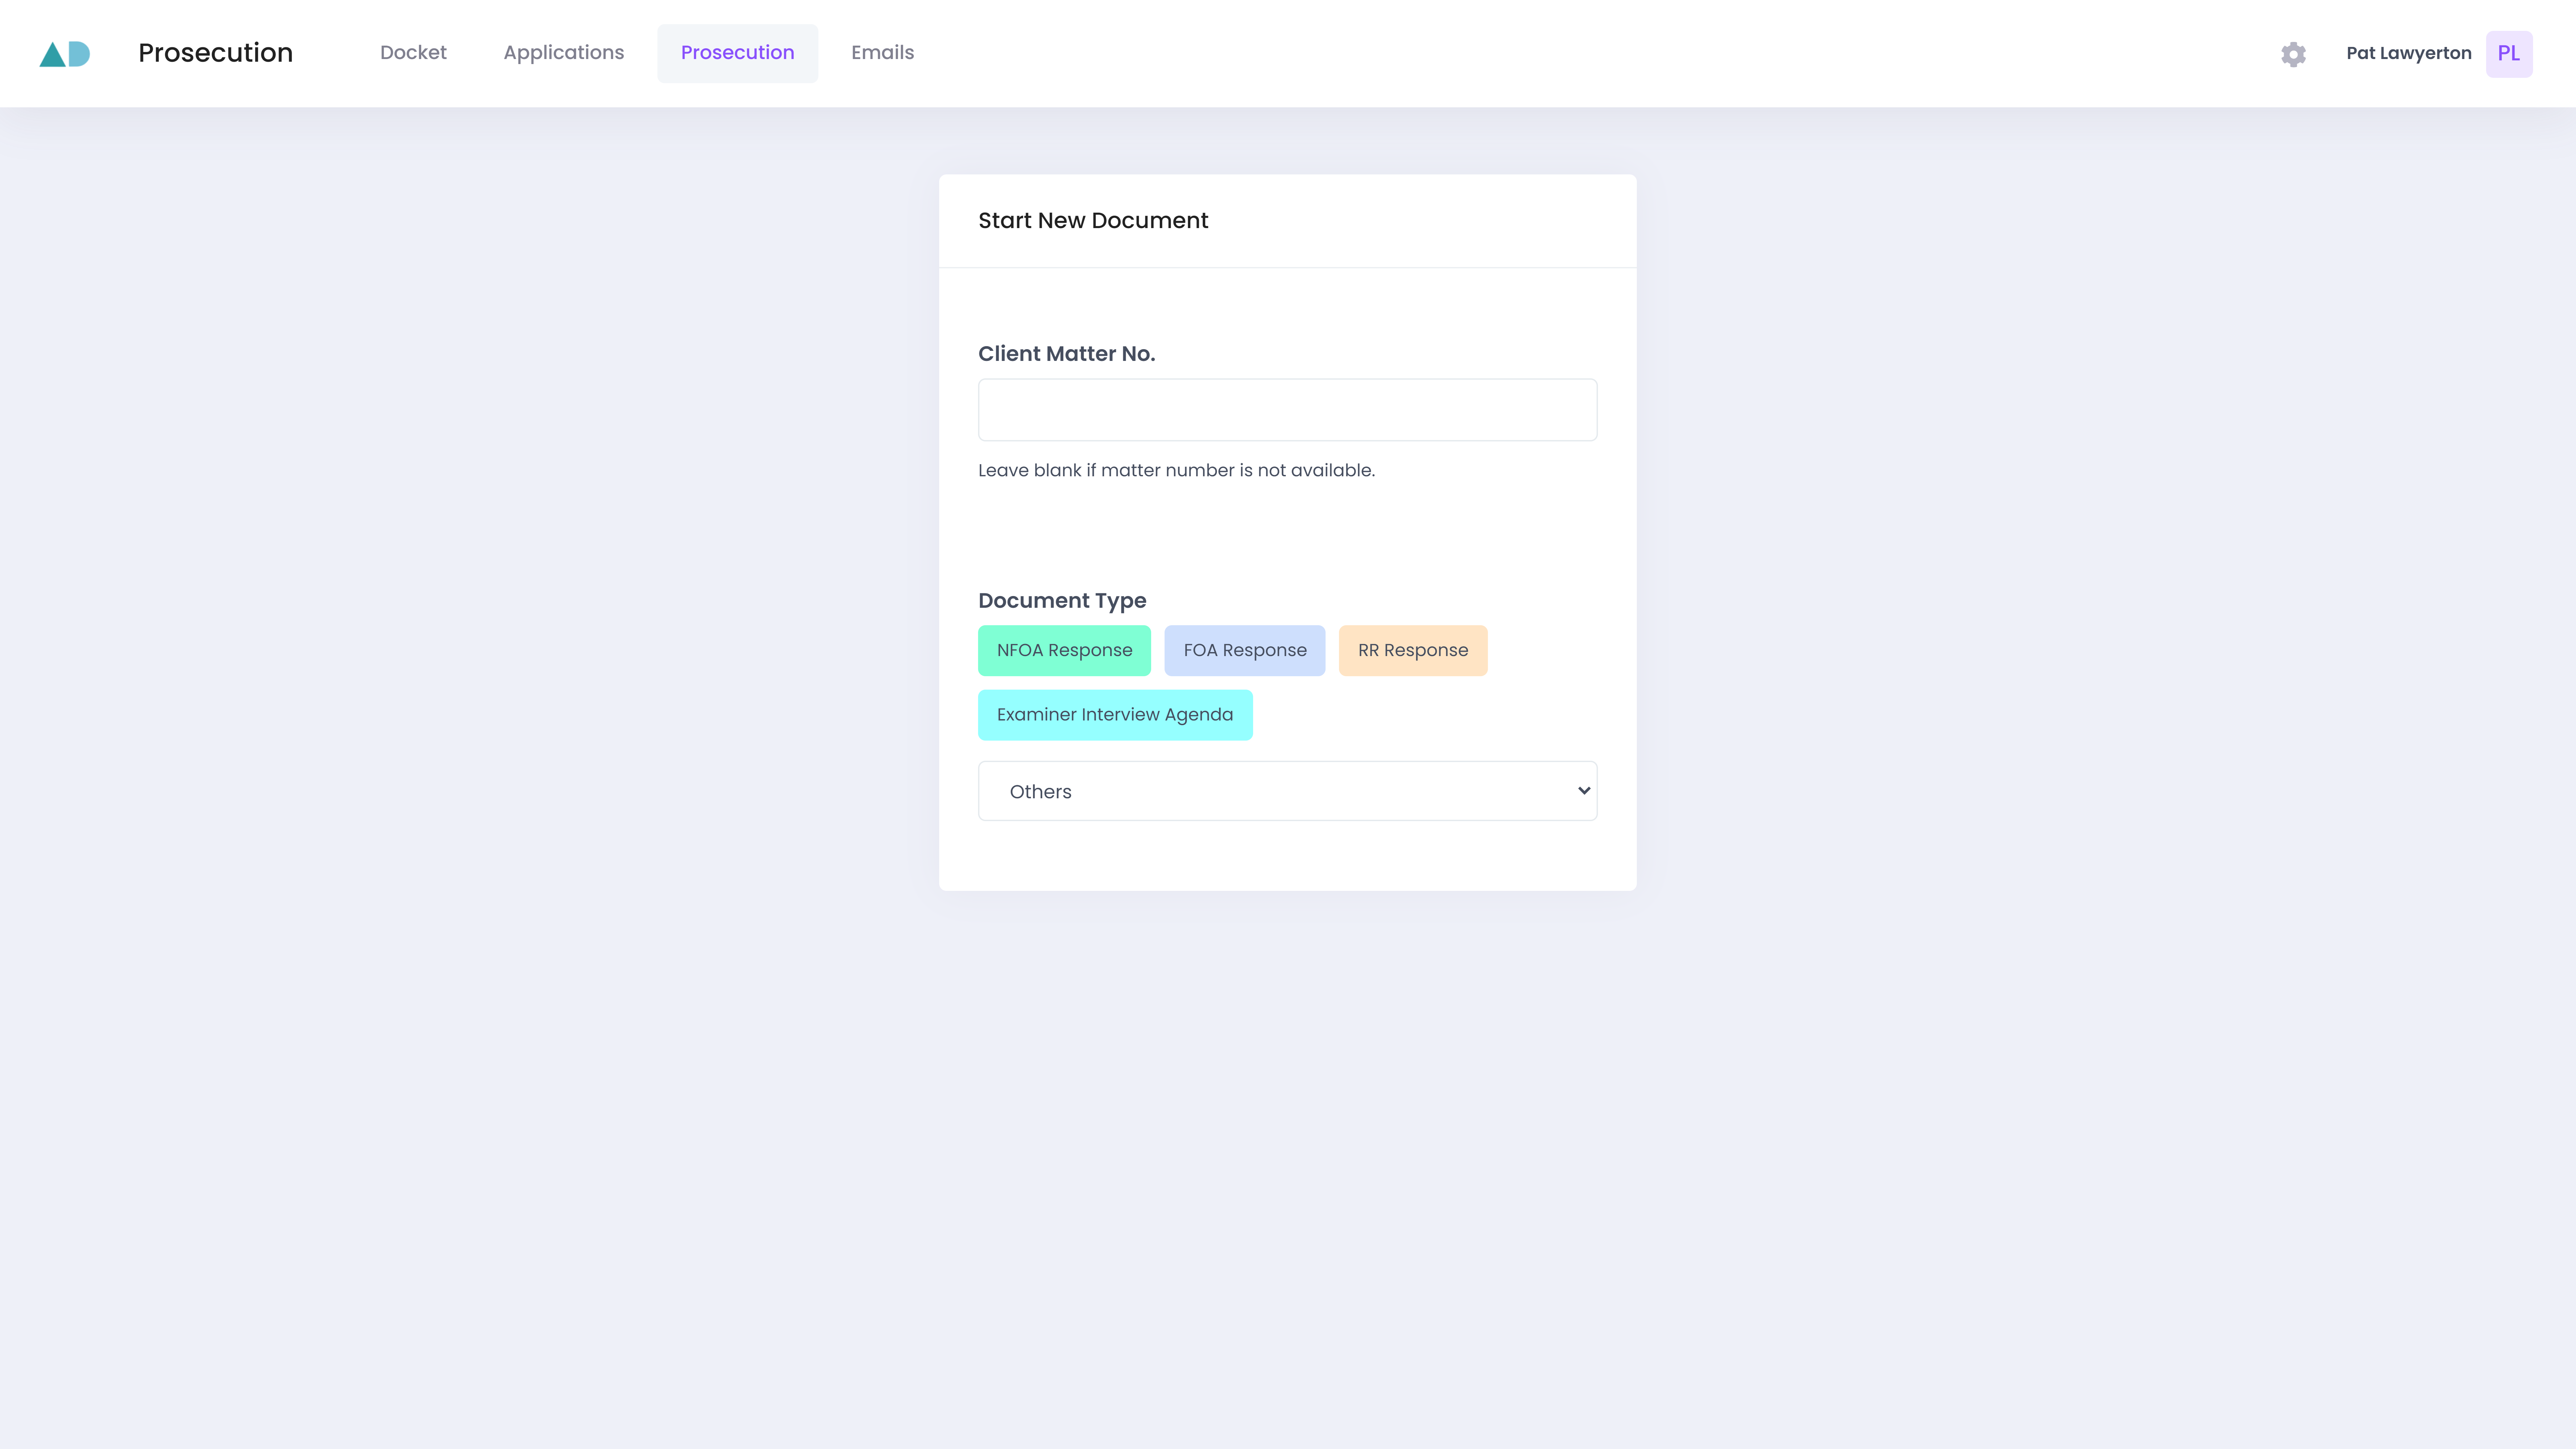 Prosecution Docket Applications Prosecution Emails Pat Lawyerton PL
Start New Document
Client Matter No.
Leave blank if matter number is not available.
Document Type
NFOA Response FOA Response RR Response
Examiner Interview Agenda
Others